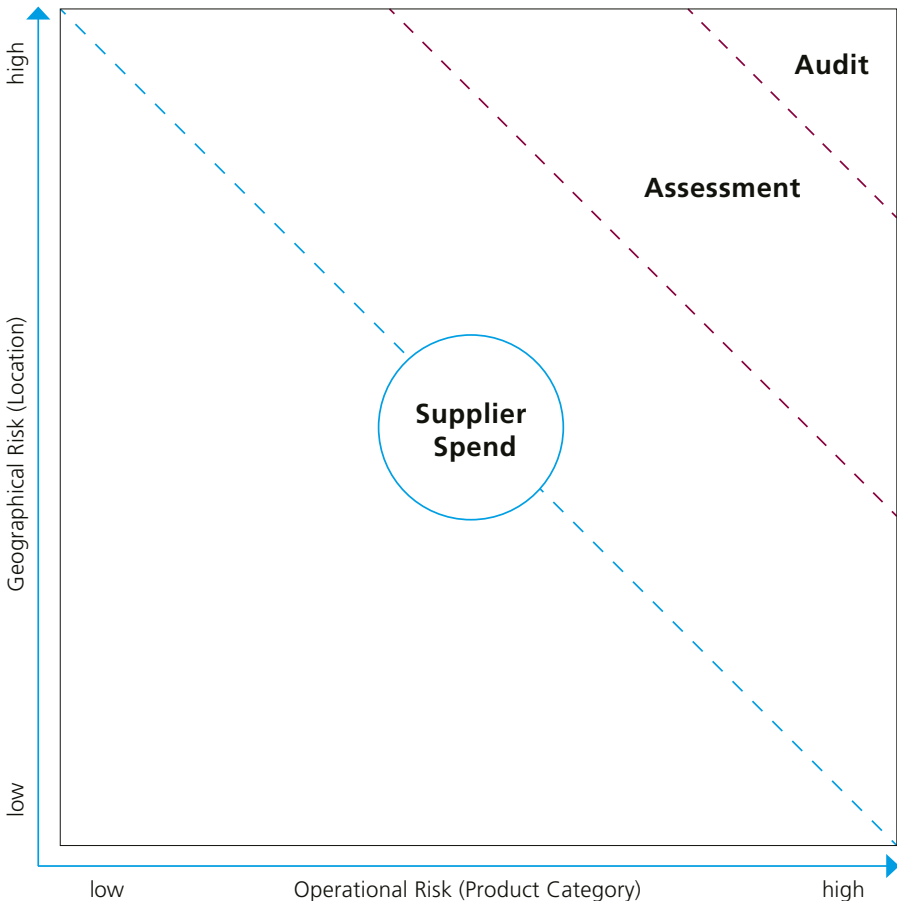 high
Audit
Assessment
Geographical Risk (Location)
Supplier
Spend
low
low
Operational Risk (Product Category)
high